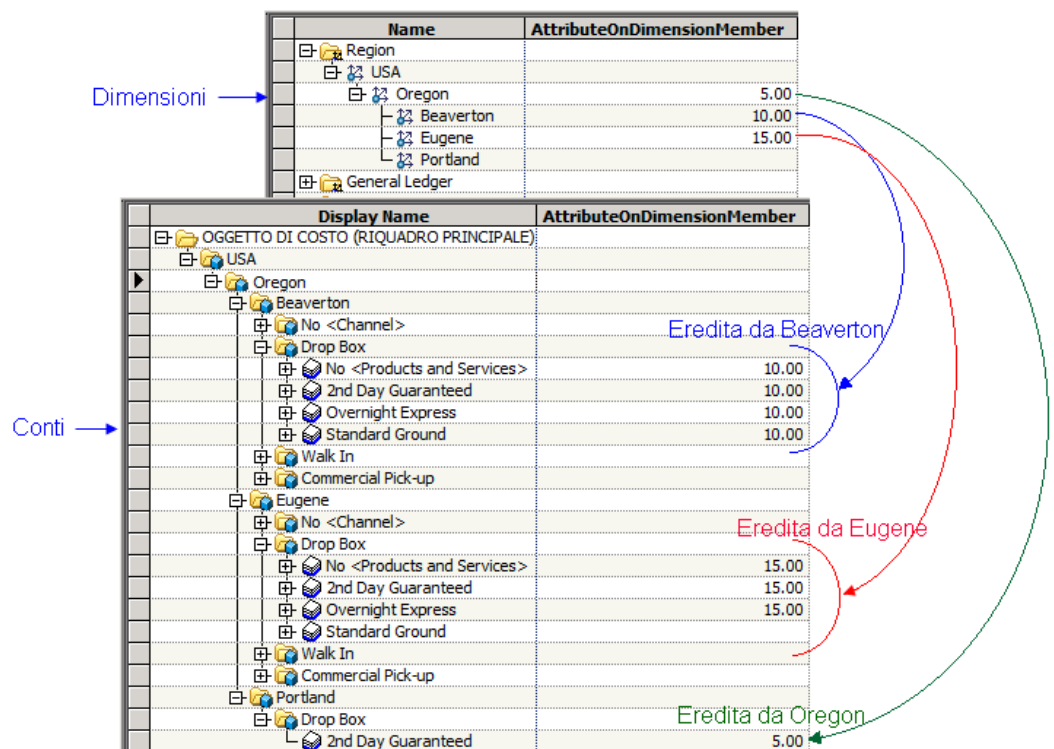 Name AttributeOnDimensionMember
Region
USA
Dimensioni
Oregon 5.00
Beaverton 10.00
Eugene 15.00
Portland
General Ledger
Display Name AttributeOnDimensionMember
OGGETTO DI COSTO (RIQUADRO PRINCIPALE)
USA
Oregon
Beaverton
No <Channel>
Eredita da Beaverton
Drop Box
No <Products and Services> 10.00
2nd Day Guaranteed 10.00
Overnight Express 10.00
Conti
Standard Ground 10.00
Walk In
Commercial Pick-up
Eugene
No <Channel>
Eredita da Eugene
Drop Box
No <Products and Services> 15.00
2nd Day Guaranteed 15.00
Overnight Express 15.00
Standard Ground
Walk In
Commercial Pick-up
Portland
Drop Box
Eredita da Oregon
2nd Day Guaranteed 5.00